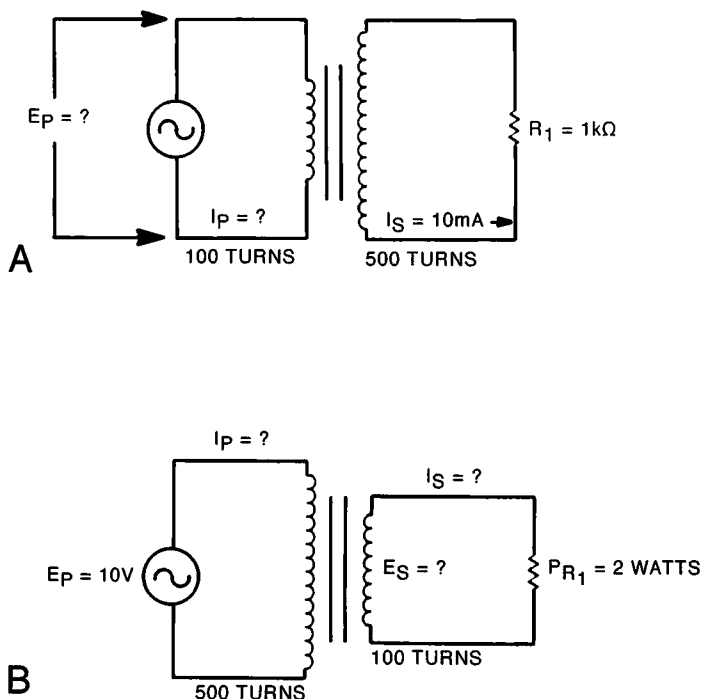 EP = ?
R1 = 1kΩ
IP = ?
IS = 10mA
A
100 TURNS
500 TURNS
IP = ?
IS = ?
EP = 10V
ES = ?
PR1 = 2 WATTS
100 TURNS
B
500 TURNS